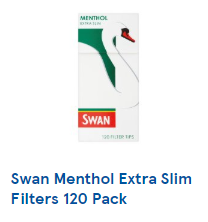 MENTHOL
EXTRA SLIM
SWAN
120 FILTER TIPS
Swan Menthol Extra Slim
Filters 120 Pack